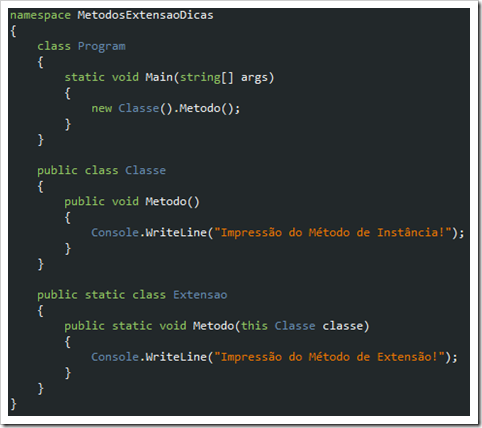 namespace MetodosExtensaoDicas
{
    class Program
    {
        static void Main(string[] args)
        {
            new Classe().Metodo();
        }
    }

    public class Classe
    {
        public void Metodo()
        {
            Console.WriteLine("Impressão do Método de Instância!");
        }
    }

    public static class Extensao
    {
        public static void Metodo(this Classe classe)
        {
            Console.WriteLine("Impressão do Método de Extensão!");
        }
    }
}